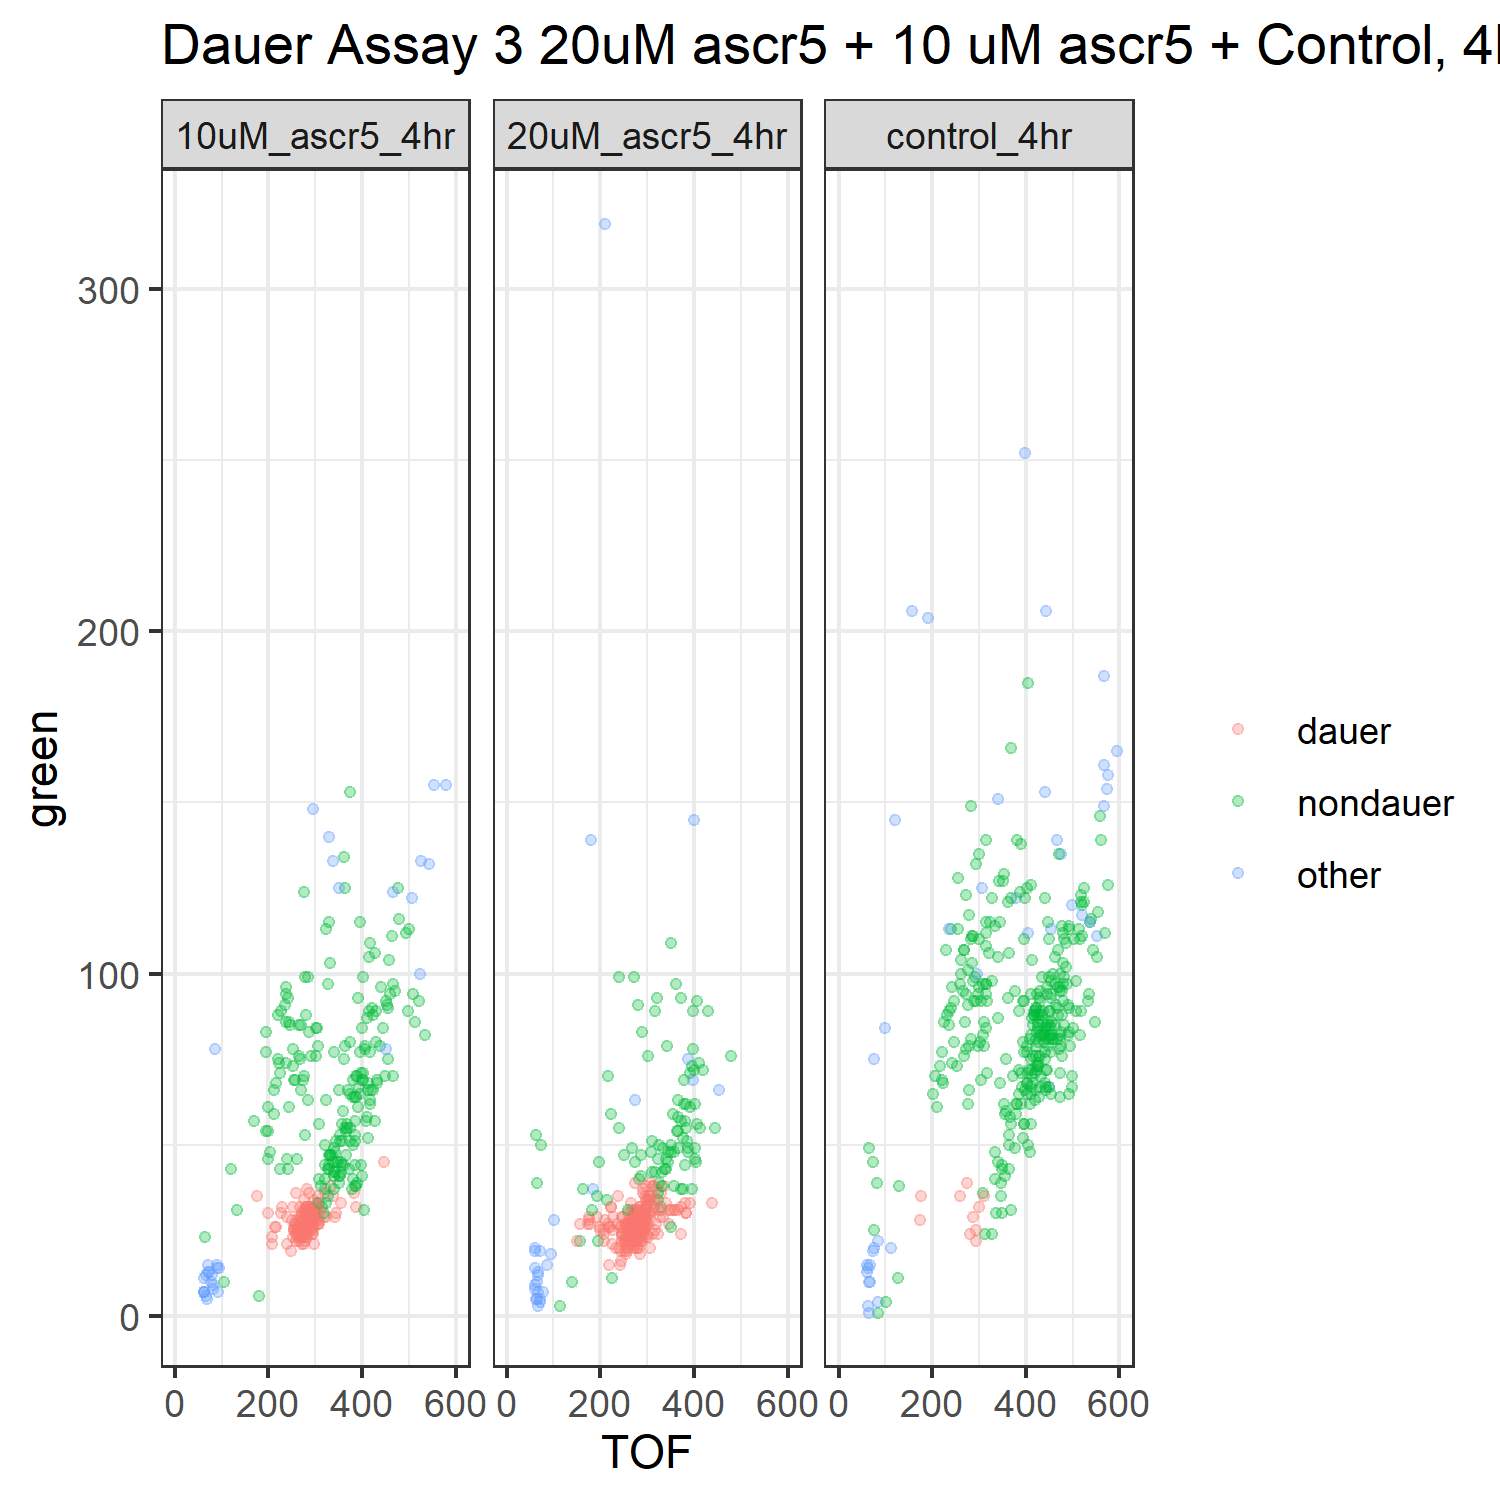 Dauer Assay 3 20uM ascr5 + 10 uM ascr5 + Control, 4
10uM_ascr5_4hr 20uM_ascr5_4hr control_4hr
300
200
100
0
green
dauer
nondauer
other
0 200 400 600 0 200 400 600 0 200 400 600
TOF